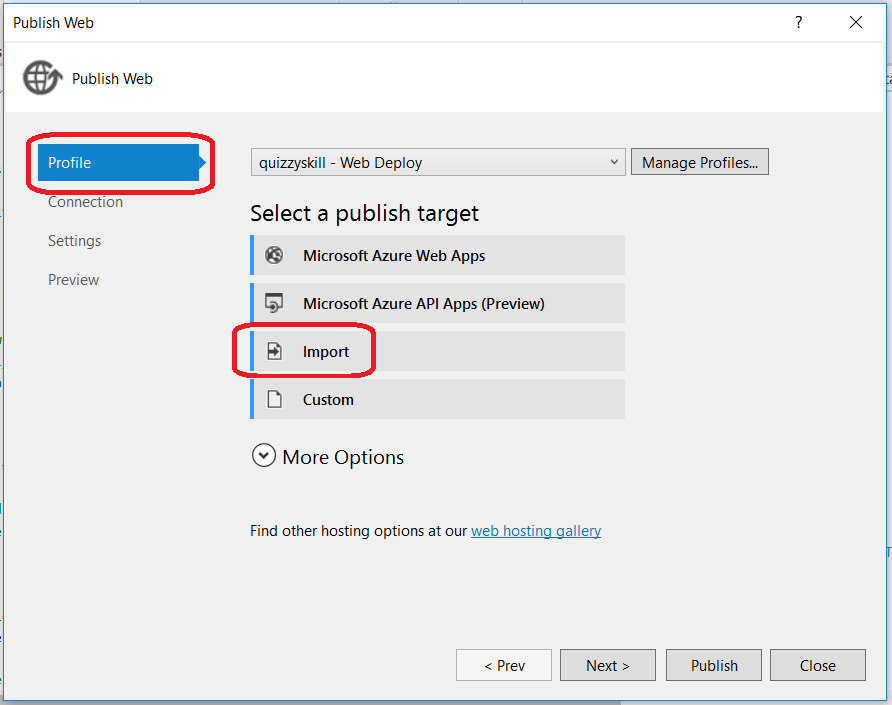 Publish Web
?
Publish Web
Profile
Connection
Settings
Preview
quizzyskill - Web Deploy
Manage Profiles...
Select a publish target
Microsoft Azure Web Apps
Microsoft Azure API Apps (Preview)
Import
Custom
More Options
Find other hosting options at our web hosting gallery
< Prev
Next >
Publish
Close